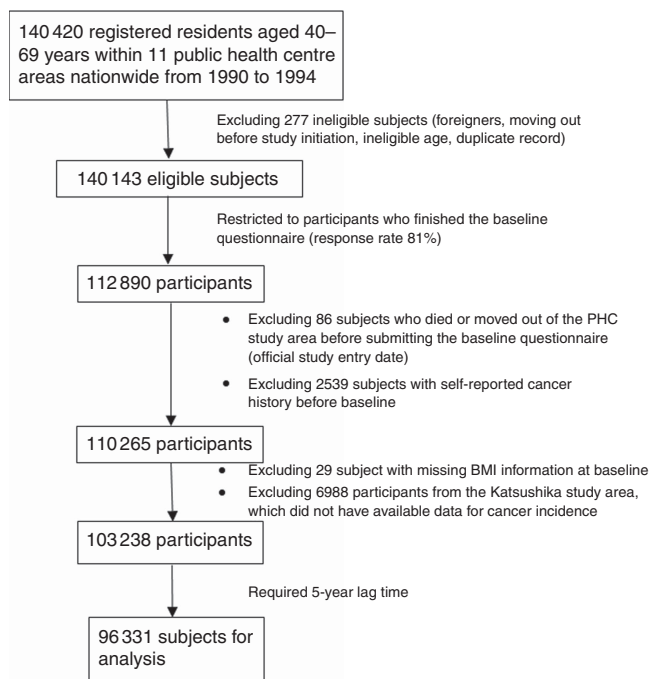 140 420 registered residents aged 40–
69 years within 11 public health centre
areas nationwide from 1990 to 1994
Excluding 277 ineligible subjects (foreigners, moving out
before study initiation, ineligible age, duplicate record)
140 143 eligible subjects
Restricted to participants who finished the baseline
questionnaire (response rate 81%)
112 890 participants
• Excluding 86 subjects who died or moved out of the PHC
study area before submitting the baseline questionnaire
(official study entry date)
• Excluding 2539 subjects with self-reported cancer
history before baseline
110 265 participants
• Excluding 29 subject with missing BMI information at baseline
• Excluding 6988 participants from the Katsushika study area,
which did not have available data for cancer incidence
103 238 participants
Required 5-year lag time
96 331 subjects for
analysis